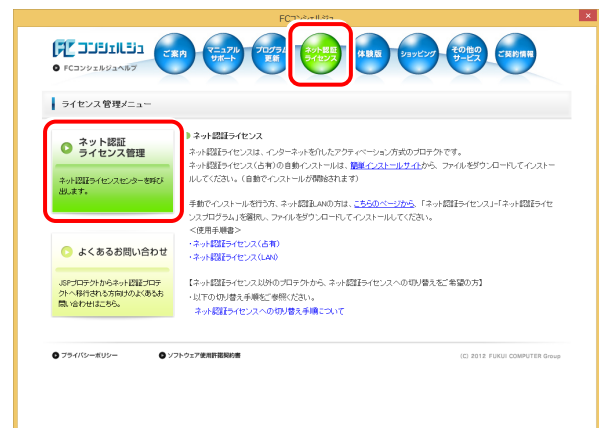 FCコンシェルジュ
×
FC コンシェルジュ
FCコンシェルジュヘルプ
ご案内
マニュアル
サポート
プログラム
更新
ネット認証
ライセンス
体験版
ショッピング
その他の
サービス
ご契約情報
ライセンス管理メニュー
ネット認証
ライセンス管理
ネット認証ライセンスセンターを呼び
出します。
よくあるお問い合わせ
JSPプロテクトからネット認証プロテ
クトへ移行される方向けのよくあるお
問い合わせはこちら。
ネット認証ライセンス
ネット認証ライセンスは、インターネットを介したアクティベーション方式のプロテクトです。
ネット認証ライセンス(占有)の自動インストールは、簡単インストールサイトから、ファイルをダウンロードしてインストー
ルしてください。(自動でインストールが開始されます)
手動でインストールを行う方、ネット認証LANの方は、こちらのページから、「ネット認証ライセンス」-「ネット認証ライセ
ンスプログラム」を選択し、ファイルをダウンロードしてインストールしてください。
<使用手順書>
・ネット認証ライセンス(占有)
・ネット認証ライセンス(LAN)
【ネット認証ライセンス以外のプロテクトから、ネット認証ライセンスへの切り替えをご希望の方】
・以下の切り替え手順をご参照ください。
ネット認証ライセンスへの切り替え手順について
プライバシーポリシー
ソフトウェア使用許諾契約書
(C) 2012 FUKUI COMPUTER Group